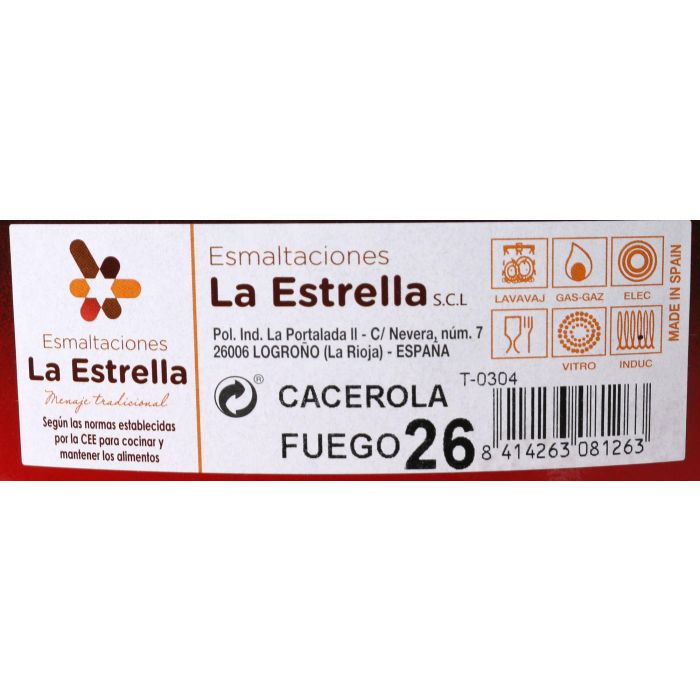 Esmaltaciones
La Estrella
Menaje tradicional
Según las normas establecidas
por la CEE para cocinar y
mantener los alimentos
Esmaltaciones
La Estrella S.C.L
Pol. Ind. La Portalada II - C/ Nevera, núm. 7
26006 LOGROÑO (La Rioja) - ESPAÑA
®
CACEROLA
FUEGO 26
LAVAVAJ
GAS-GAZ
ELEC
VITRO
INDUC
MADE IN SPAIN
T-0304
8 414263 081263